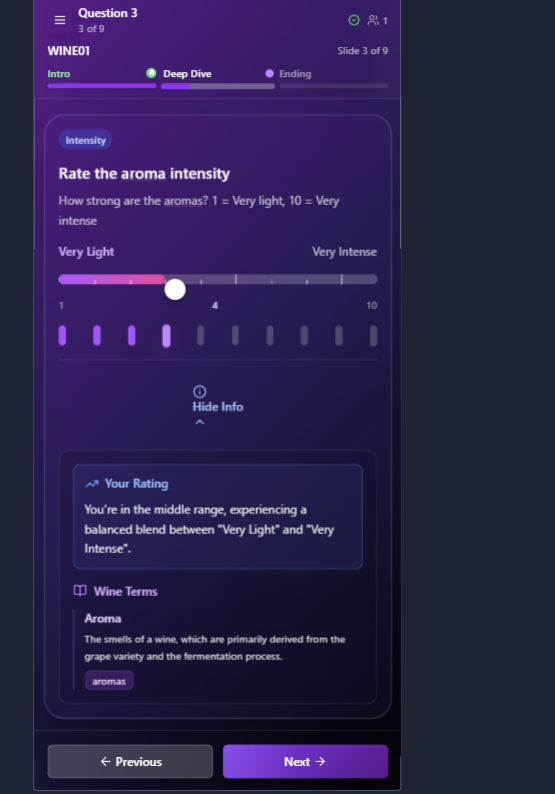 Question 3
3 of 9
1
WINE01
Slide 3 of 9
Intro
Deep Dive
Ending
Intensity
Rate the aroma intensity
How strong are the aromas? 1 = Very light, 10 = Very
intense
Very Light
Very Intense
1
4
10
Hide Info
Your Rating
You're in the middle range, experiencing a
balanced blend between "Very Light" and "Very
Intense".
Wine Terms
Aroma
The smells of a wine, which are primarily derived from the
grape variety and the fermentation process.
aromas
← Previous
Next →